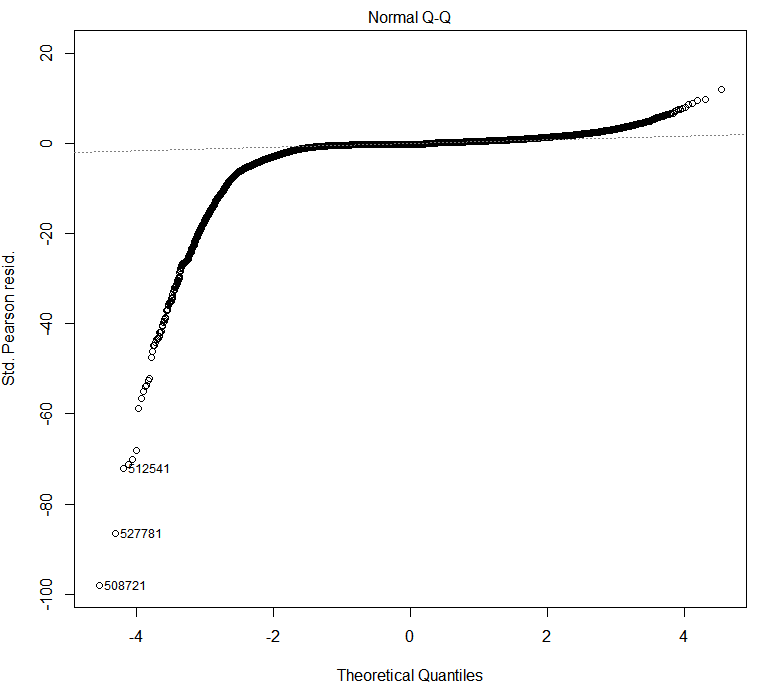 Normal Q-Q
20
0
-20
-40
-60
-80
-100
Std. Pearson resid.
512541
527781
508721
-4 -2 0 2 4
Theoretical Quantiles